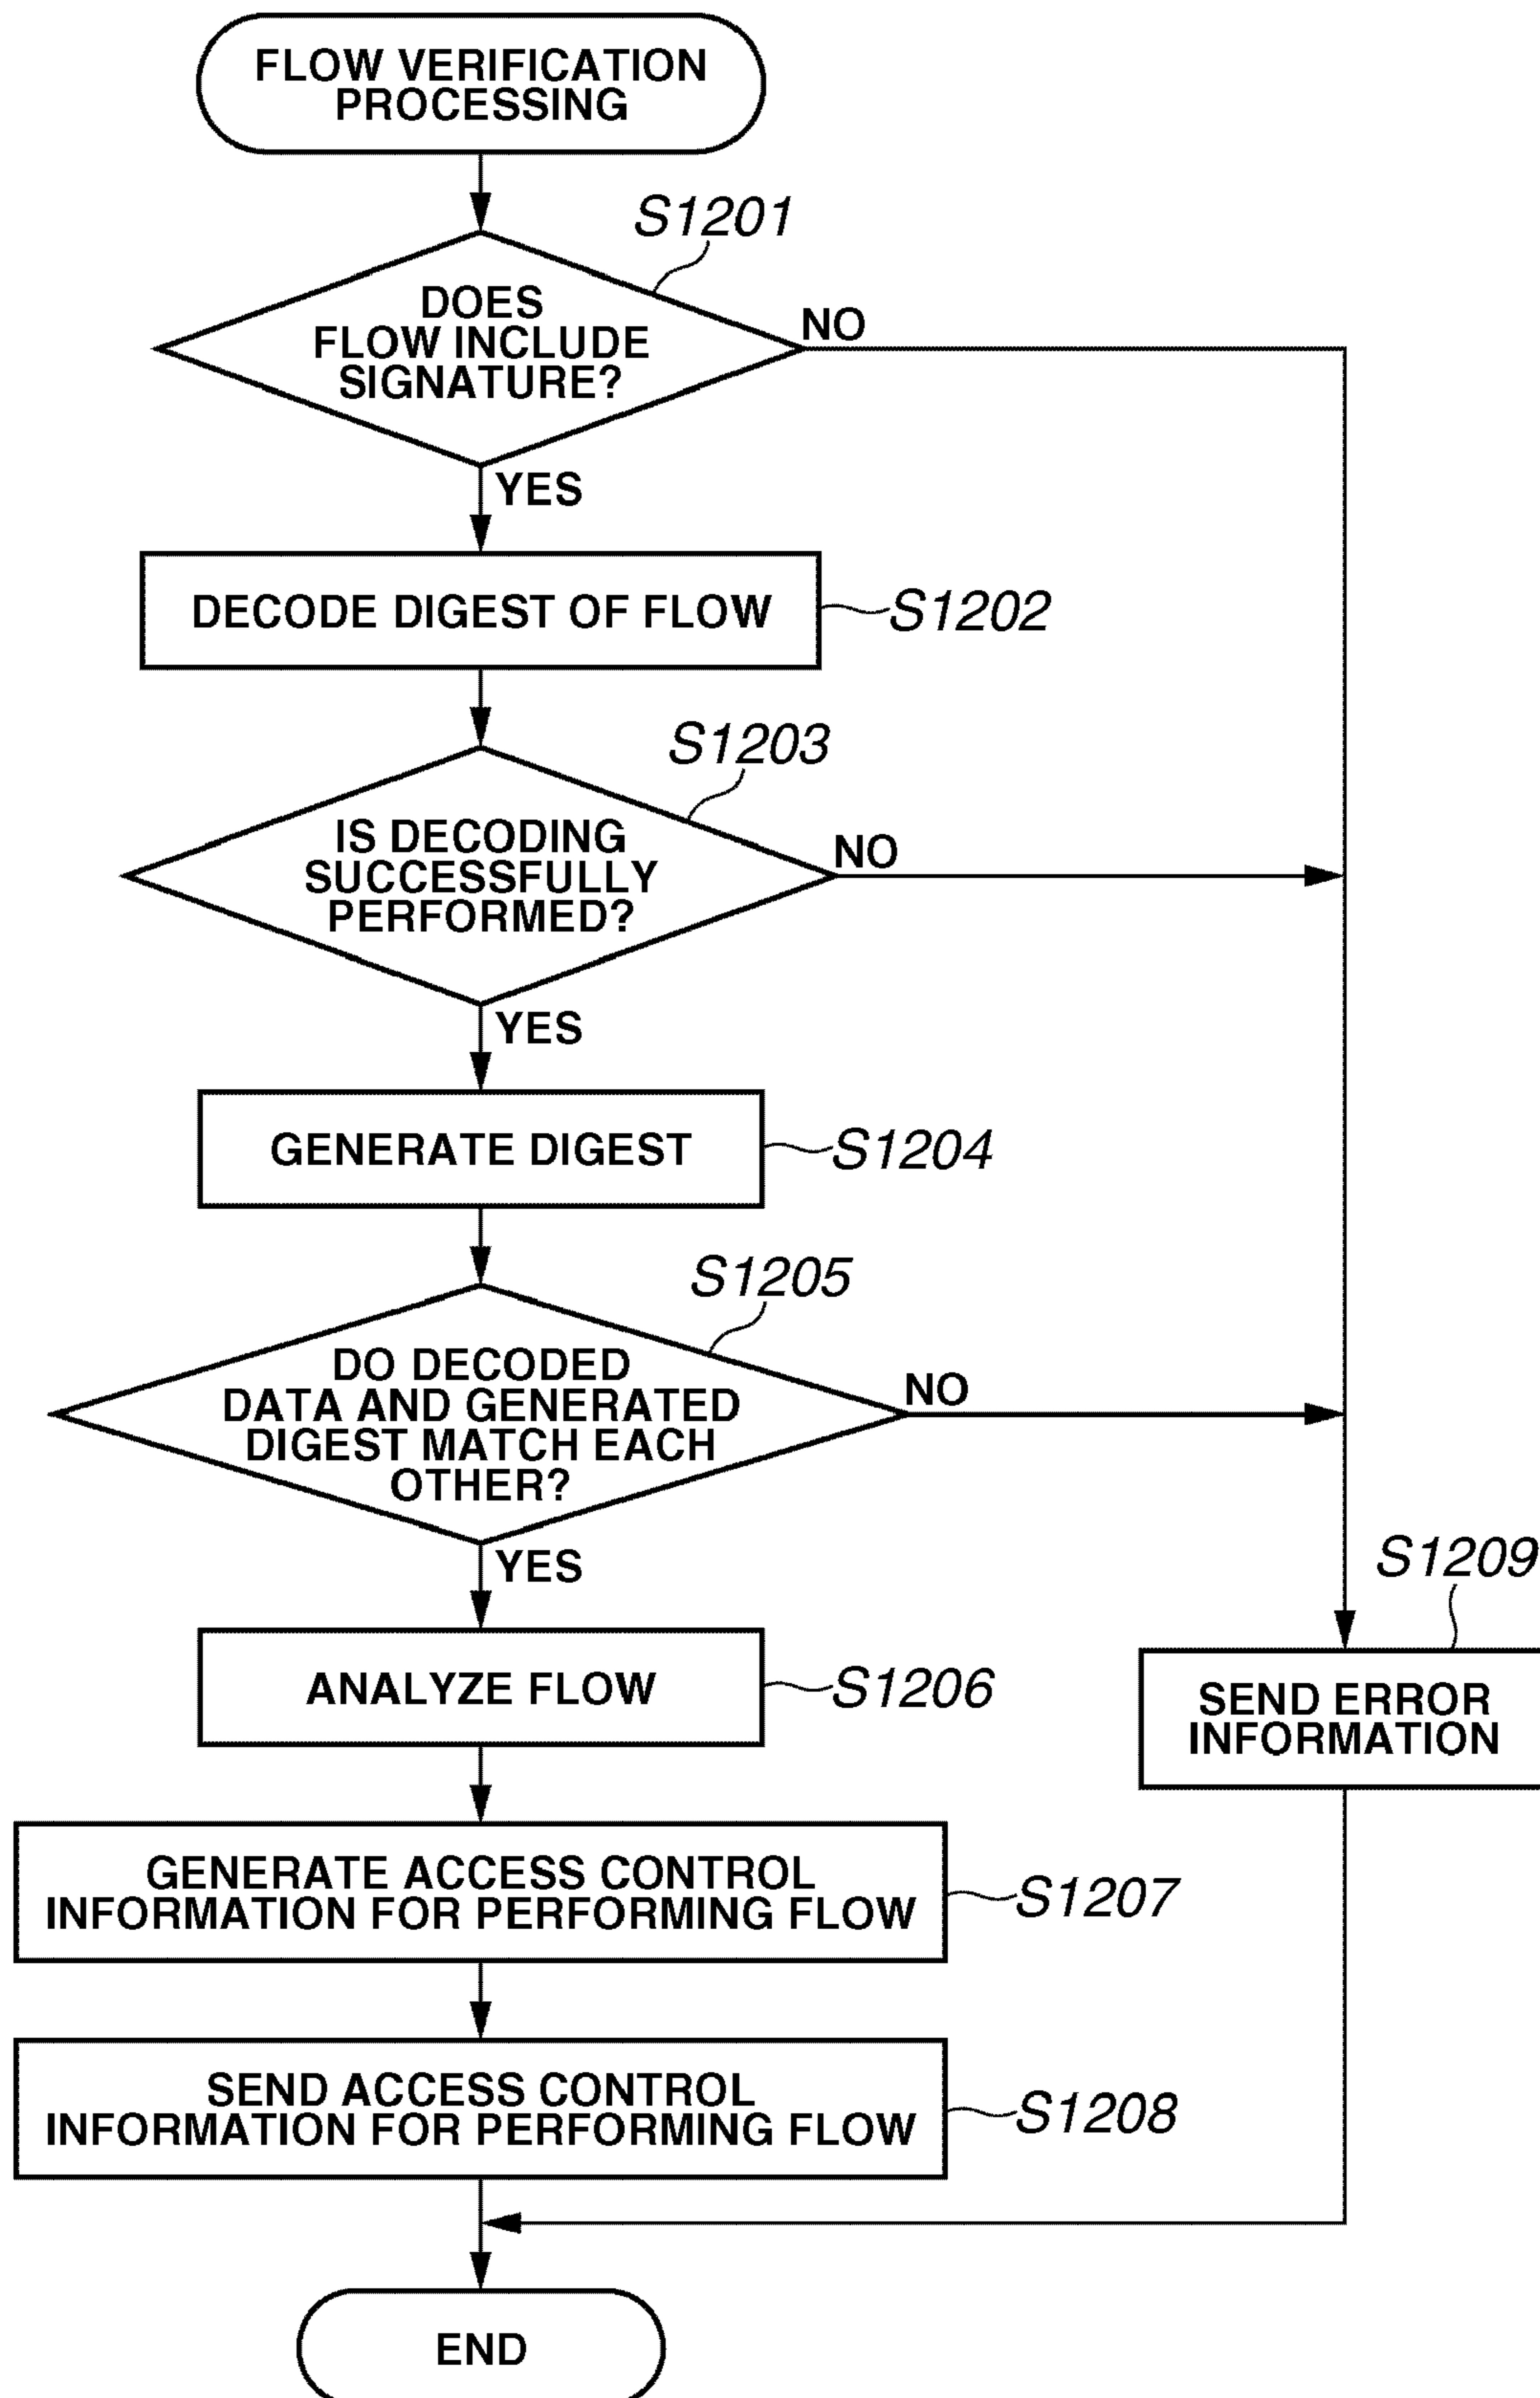 FLOW VERIFICATION
PROCESSING
S1201
DOES
FLOW INCLUDE
SIGNATURE?
NO
YES
DECODE DIGEST OF FLOW
S1202
S1203
IS DECODING
SUCCESSFULLY
PERFORMED?
NO
YES
GENERATE DIGEST
S1204
S1205
DO DECODED
DATA AND GENERATED
DIGEST MATCH EACH
OTHER?
NO
YES
S1209
SEND ERROR
INFORMATION
ANALYZE FLOW
S1206
GENERATE ACCESS CONTROL
INFORMATION FOR PERFORMING FLOW
S1207
SEND ACCESS CONTROL
INFORMATION FOR PERFORMING FLOW
S1208
END